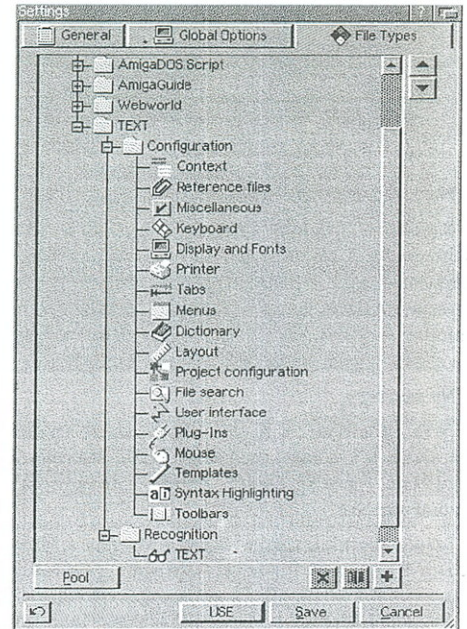 Settings
General
Global Options
File Types
AmigaDOS Script
AmigaGuide
Webworld
TEXT
Configuration
Context
Reference files
Miscellaneous
Keyboard
Display and Fonts
Printer
Tabs
Menus
Dictionary
Layout
Project configuration
File search
User interface
Plug-Ins
Mouse
Templates
Syntax Highlighting
Toolbars
Recognition
TEXT
Pool
USE
Save
Cancel